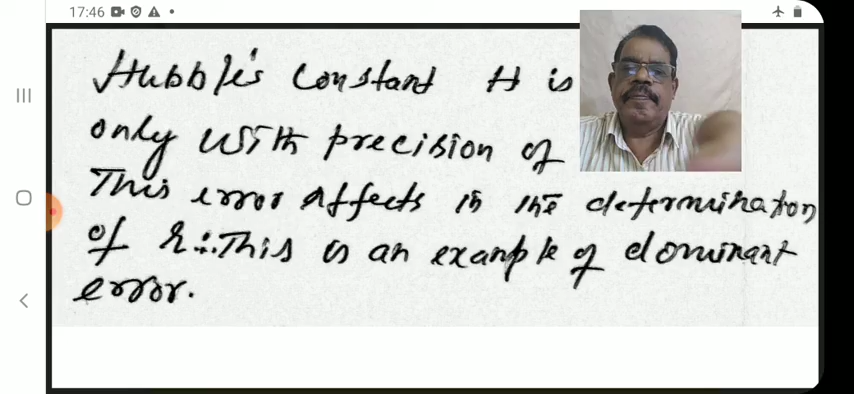 17:46
Hubble's Constant H is
only with precision of
This error affects in the determination
of r ∴ This is an example of dominant
error.